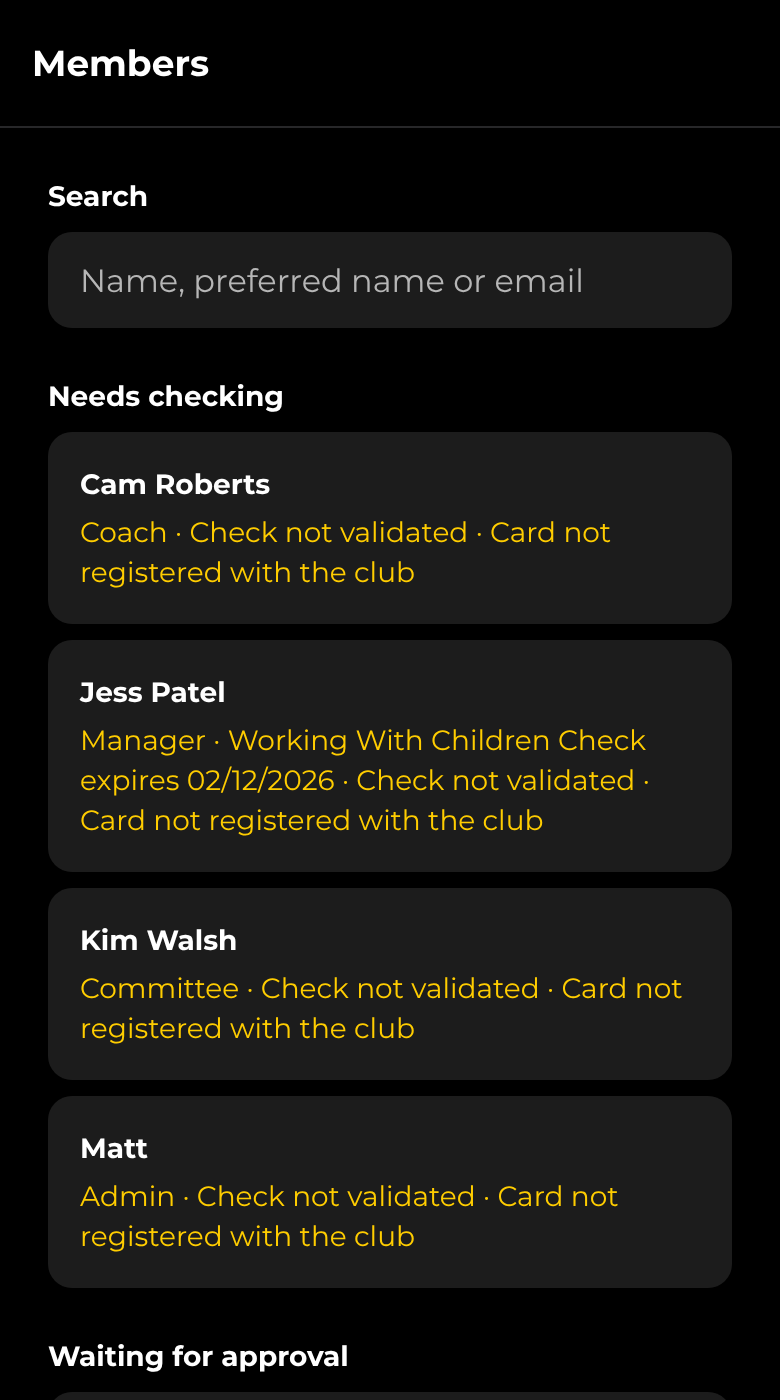 Members
Search
Name, preferred name or email
Needs checking
Cam Roberts
Coach · Check not validated · Card not
registered with the club
Jess Patel
Manager · Working With Children Check
expires 02/12/2026 · Check not validated ·
Card not registered with the club
Kim Walsh
Committee · Check not validated · Card not
registered with the club
Matt
Admin · Check not validated · Card not
registered with the club
Waiting for approval